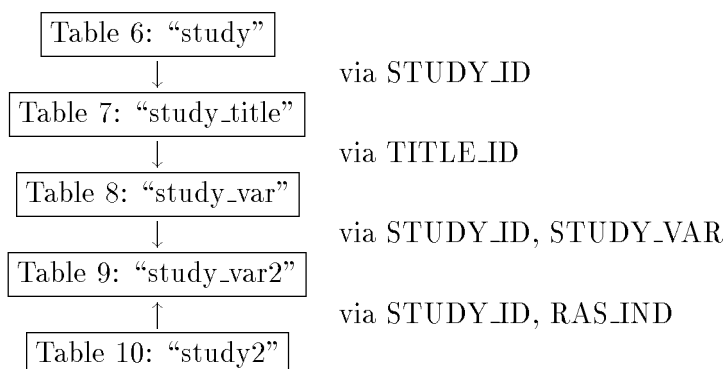 Table 6: “study”
via STUDY_ID
Table 7: “study_title”
via TITLE_ID
Table 8: “study_var”
via STUDY_ID, STUDY_VAR
Table 9: “study_var2”
via STUDY_ID, RAS_IND
Table 10: “study2”